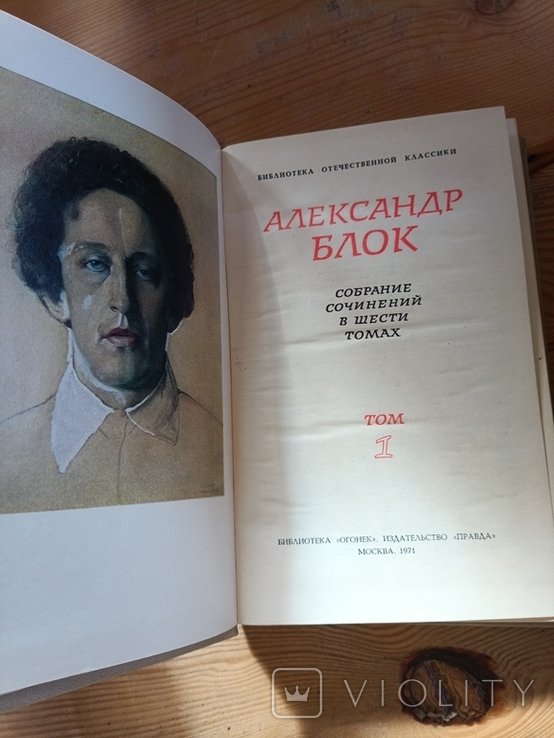 БИБЛИОТЕКА ОТЕЧЕСТВЕННОЙ КЛАССИКИ
АЛЕКСАНДР
БЛОК
СОБРАНИЕ
СОЧИНЕНИЙ
В ШЕСТИ
ТОМАХ
ТОМ
1
БИБЛИОТЕКА «ОГОНЕК». ИЗДАТЕЛЬСТВО «ПРАВДА»
МОСКВА. 1971
VIOLITY